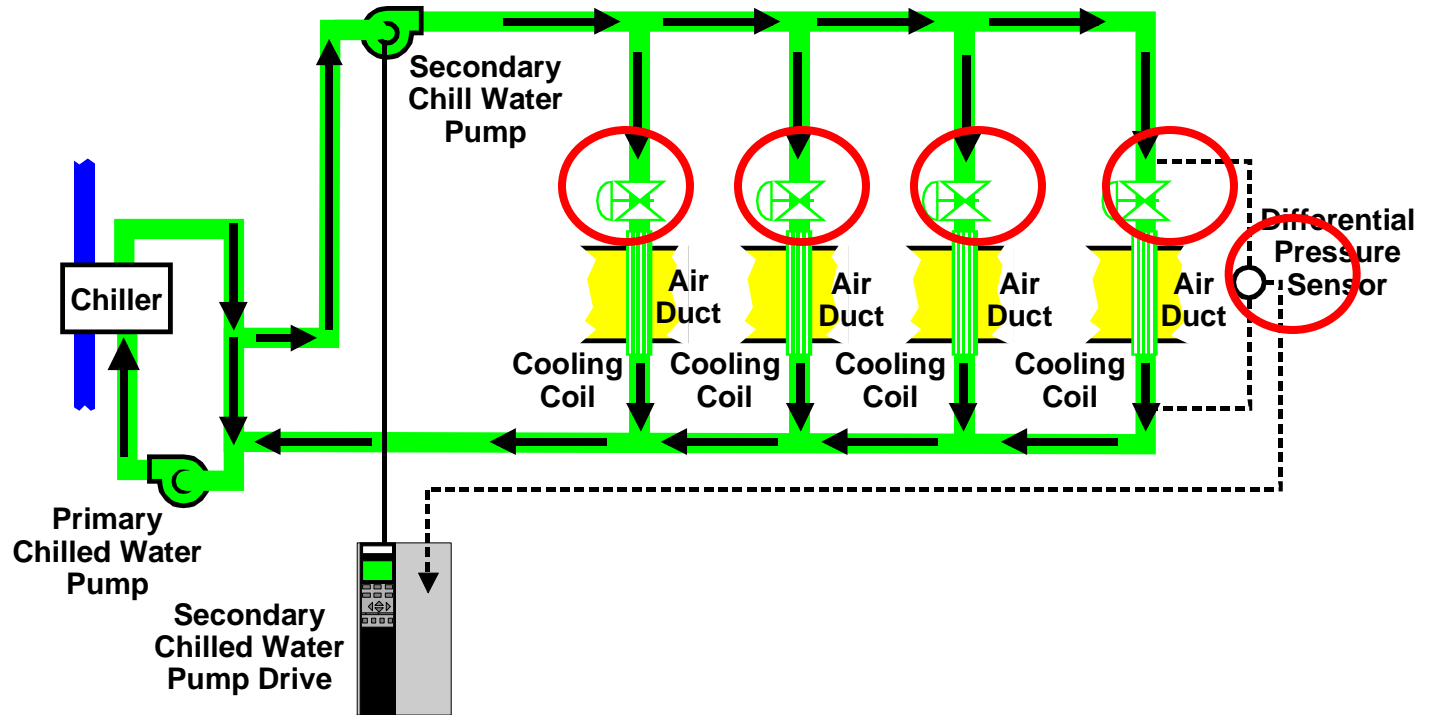 Secondary
Chill Water
Pump
Differential
Pressure
Sensor
Chiller
Air
Duct
Air
Duct
Air
Duct
Air
Duct
Cooling
Coil
Cooling
Coil
Cooling
Coil
Cooling
Coil
Primary
Chilled Water
Pump
Secondary
Chilled Water
Pump Drive